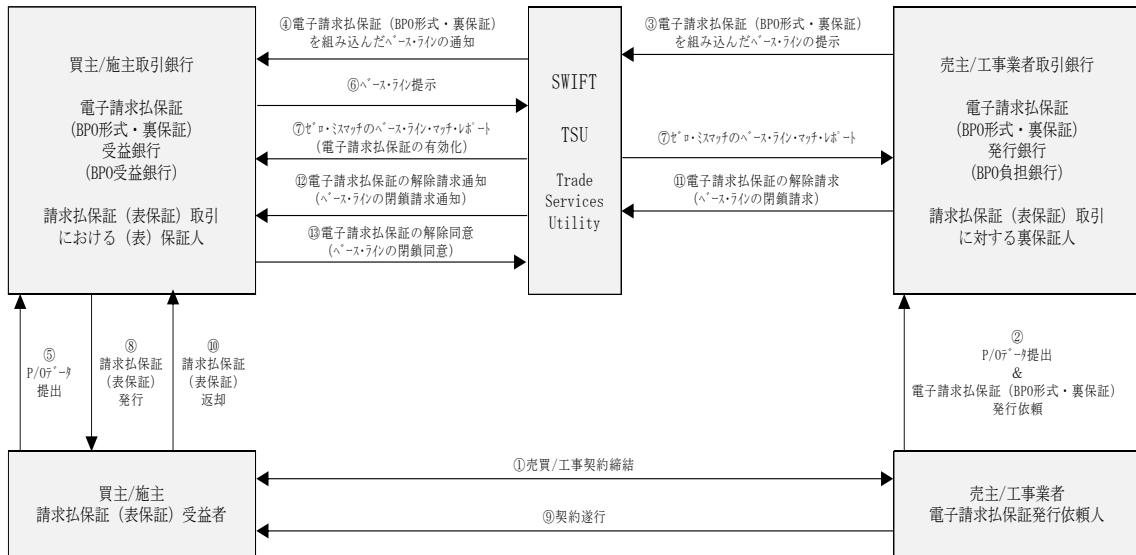 ④電子請求払保証（BPO形式・裏保証）
を組み込んだﾍﾞｰｽ・ﾗｲﾝの通知
③電子請求払保証（BPO形式・裏保証）
を組み込んだﾍﾞｰｽ・ﾗｲﾝの提示
買主/施主取引銀行
電子請求払保証
(BPO形式・裏保証)
受益銀行
(BPO受益銀行)
請求払保証（表保証）取引
における（表）保証人
⑥ﾍﾞｰｽ・ﾗｲﾝ提示
⑦ｾﾞﾛ・ﾐｽﾏｯﾁのﾍﾞｰｽ・ﾗｲﾝ・ﾏｯﾁ・ﾚﾎﾟｰﾄ
(電子請求払保証の有効化)
⑫電子請求払保証の解除請求通知
(ﾍﾞｰｽ・ﾗｲﾝの閉鎖請求通知)
⑬電子請求払保証の解除同意
(ﾍﾞｰｽ・ﾗｲﾝの閉鎖同意)
SWIFT
TSU
Trade
Services
Utility
⑦ｾﾞﾛ・ﾐｽﾏｯﾁのﾍﾞｰｽ・ﾗｲﾝ・ﾏｯﾁ・ﾚﾎﾟｰﾄ
⑪電子請求払保証の解除請求
(ﾍﾞｰｽ・ﾗｲﾝの閉鎖請求)
売主/工事業者取引銀行
電子請求払保証
(BPO形式・裏保証)
発行銀行
(BPO負担銀行)
請求払保証（表保証）取引
に対する裏保証人
⑤
P/Oﾃﾞｰﾀ
提出
⑧
請求払保証
(表保証)
発行
⑩
請求払保証
(表保証)
返却
②
P/Oﾃﾞｰﾀ提出
&
電子請求払保証（BPO形式・裏保証）
発行依頼
買主/施主
請求払保証（表保証）受益者
①売買/工事契約締結
⑨契約遂行
売主/工事業者
電子請求払保証発行依頼人